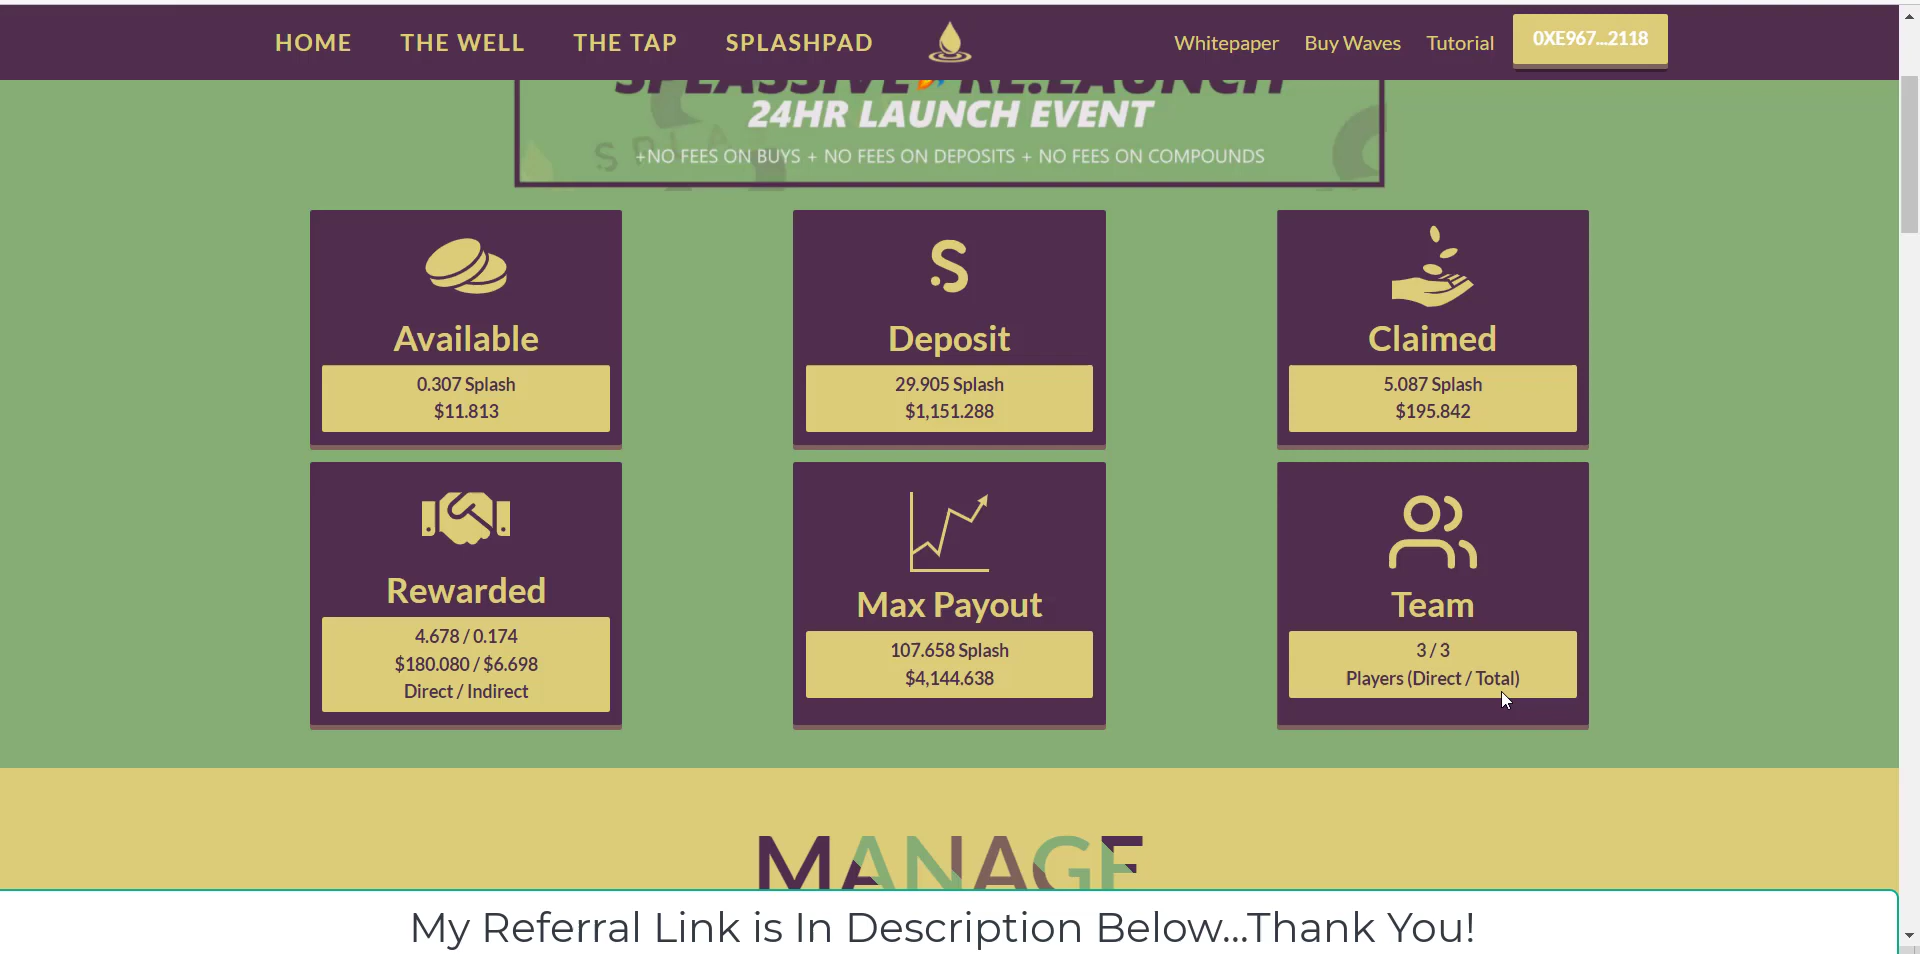 HOME THE WELL THE TAP SPLASHPAD Whitepaper Buy Waves Tutorial 0XE967...2118
SPLASSIVE RE:LAUNCH
24HR LAUNCH EVENT
+NO FEES ON BUYS + NO FEES ON DEPOSITS + NO FEES ON COMPOUNDS
Available
0.307 Splash
$11.813
Deposit
29.905 Splash
$1,151.288
Claimed
5.087 Splash
$195.842
Rewarded
4.678 / 0.174
$180.080 / $6.698
Direct / Indirect
Max Payout
107.658 Splash
$4,144.638
Team
3 / 3
Players (Direct / Total)
MANAGE
My Referral Link is In Description Below...Thank You!